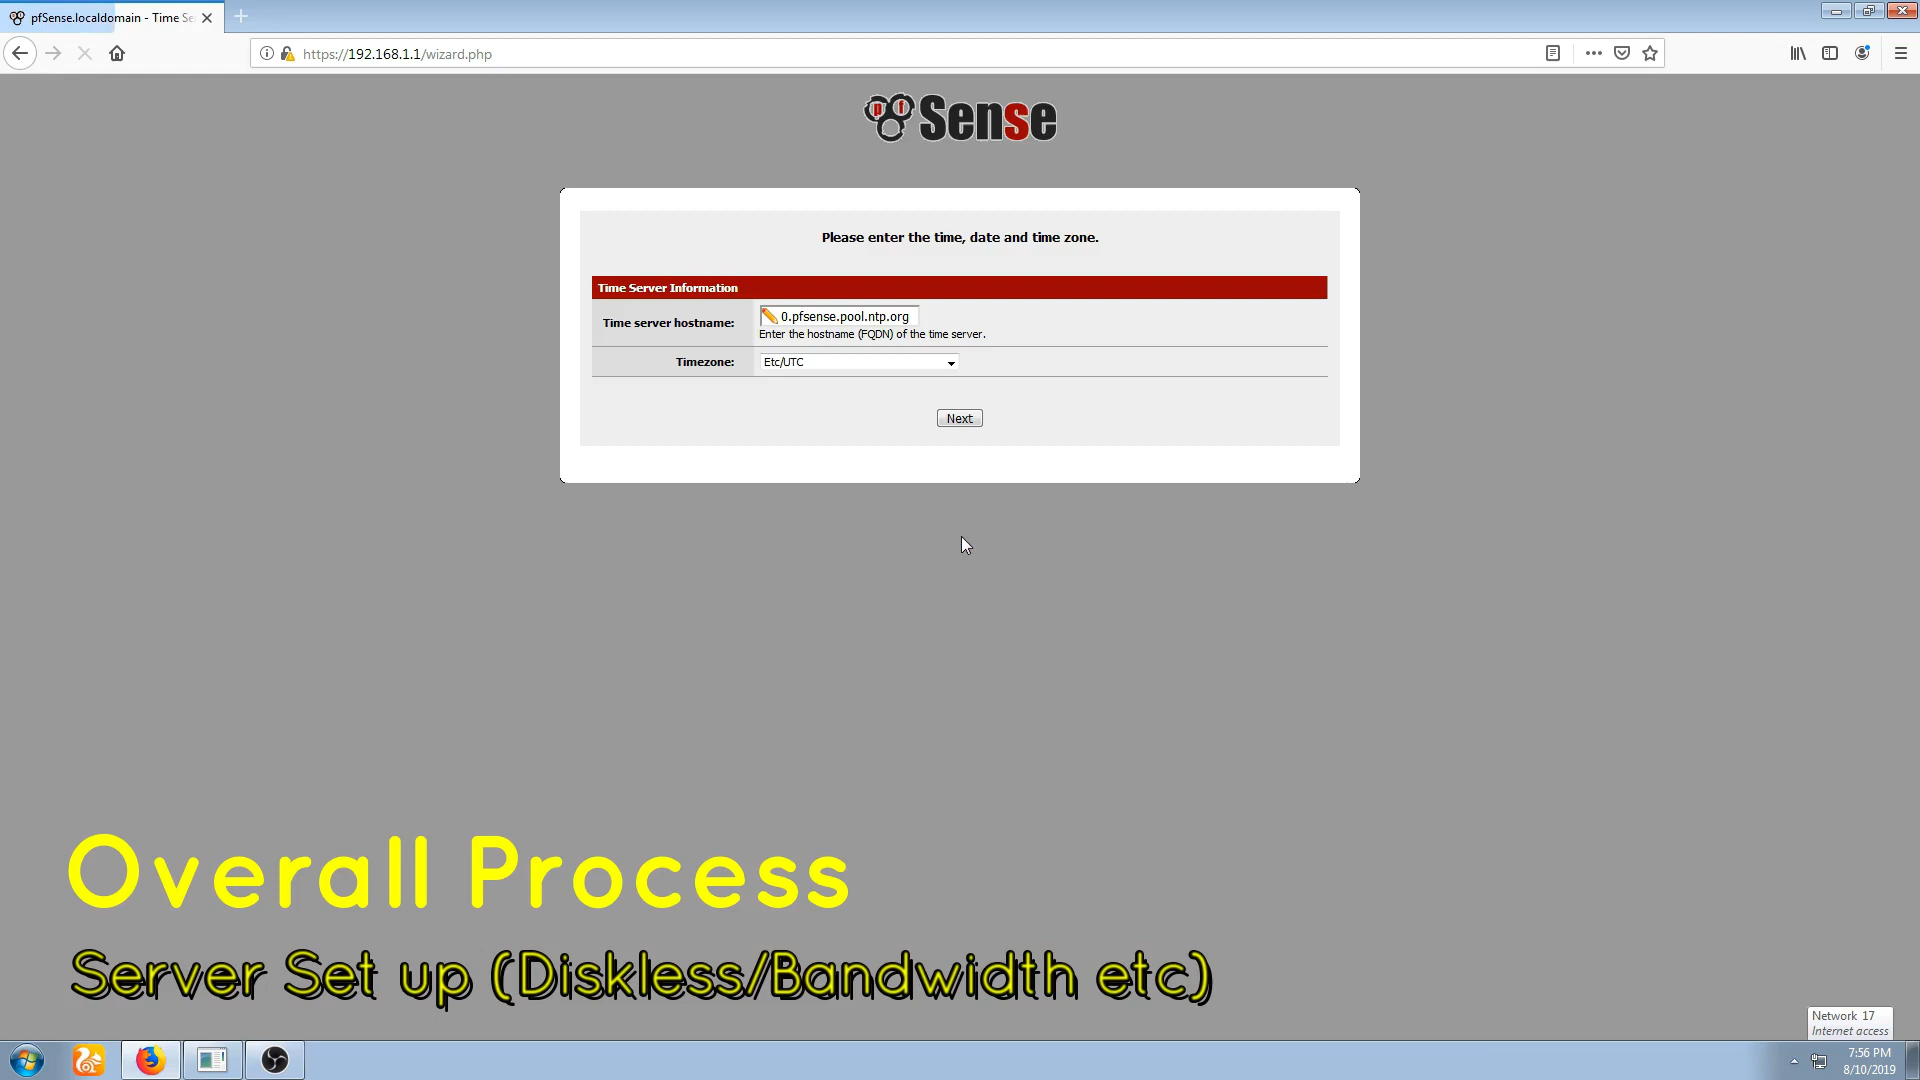 pfSense.localdomain - Time Se
https://192.168.1.1/wizard.php
pf Sense
Please enter the time, date and time zone.
Time Server Information
Time server hostname:
0.pfsense.pool.ntp.org
Enter the hostname (FQDN) of the time server.
Timezone:
Etc/UTC
Next
Overall Process
Server Set up (Diskless/Bandwidth etc)
Network 17
Internet access
7:56 PM
8/10/2019